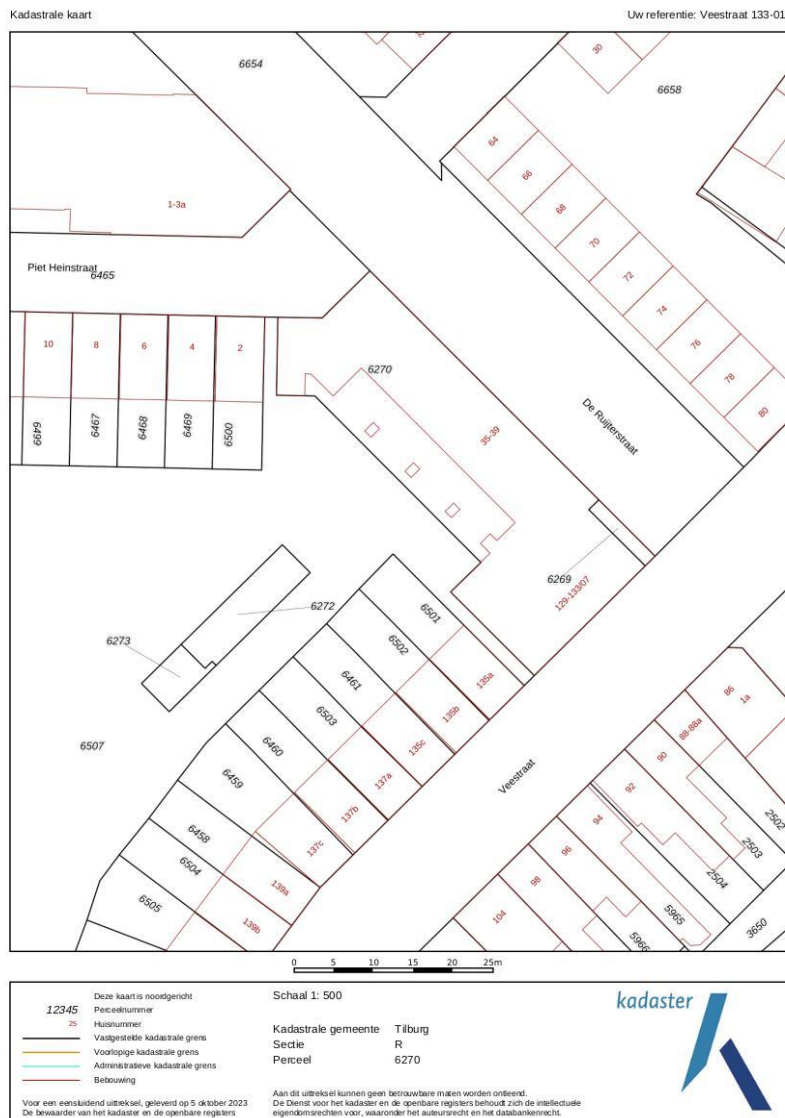 Kadastrale kaart
Uw referentie: Veestraat 133-01
6654
30
6658
64
66
68
70
72
74
76
78
80
1-3a
Piet Heinstraat
6465
10
8
6
4
2
6499
6467
6468
6469
6500
6270
35-39
De Ruijterstraat
6269
129-133/07
6272
6273
6507
6501
6502
6461
6503
6460
6459
6458
6504
6505
135a
135b
135c
137a
137b
137c
139a
139b
Veestraat
86
1a
88-88a
90
92
94
96
98
104
2502
2503
2504
5965
5966
3650
0 5 10 15 20 25m
Deze kaart is noordgericht
12345 Perceelnummer
25 Huisnummer
Vastgestelde kadastrale grens
Voorlopige kadastrale grens
Administratieve kadastrale grens
Bebouwing
Voor een eensluidend uittreksel, geleverd op 5 oktober 2023
De bewaarder van het kadaster en de openbare registers
Schaal 1: 500
Kadastrale gemeente Tilburg
Sectie R
Perceel 6270
Aan dit uittreksel kunnen geen betrouwbare maten worden ontleend.
De Dienst voor het kadaster en de openbare registers behoudt zich de intellectuele
eigendomsrechten voor, waaronder het auteursrecht en het databankenrecht.
kadaster